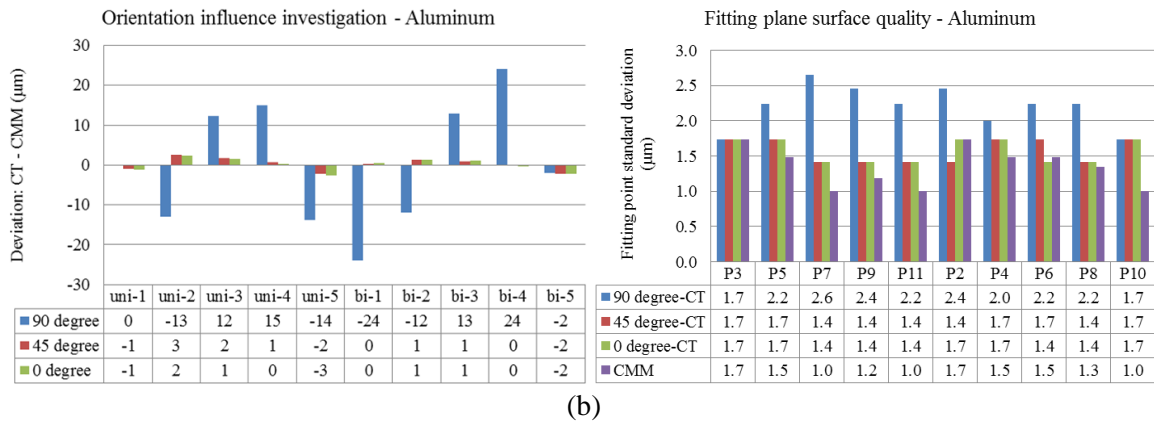 Orientation influence investigation - Aluminum
Deviation: CT - CMM (µm)
30
20
10
0
-10
-20
-30
uni-1 uni-2 uni-3 uni-4 uni-5 bi-1 bi-2 bi-3 bi-4 bi-5
90 degree 0 -13 12 15 -14 -24 -12 13 24 -2
45 degree -1 3 2 1 -2 0 1 1 0 -2
0 degree -1 2 1 0 -3 0 1 1 0 -2
Fitting plane surface quality - Aluminum
Fitting point standard deviation
(µm)
3.0
2.5
2.0
1.5
1.0
0.5
0.0
P3 P5 P7 P9 P11 P2 P4 P6 P8 P10
90 degree-CT 1.7 2.2 2.6 2.4 2.2 2.4 2.0 2.2 2.2 1.7
45 degree-CT 1.7 1.7 1.4 1.4 1.4 1.4 1.7 1.7 1.4 1.7
0 degree-CT 1.7 1.7 1.4 1.4 1.4 1.7 1.7 1.4 1.4 1.7
CMM 1.7 1.5 1.0 1.2 1.0 1.7 1.5 1.5 1.3 1.0
(b)